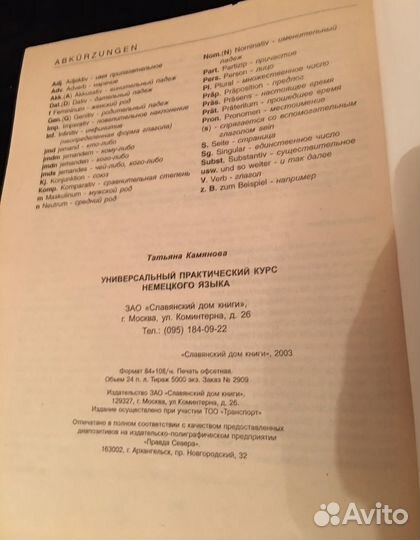 ABKÜRZUNGEN
Adj. Adjektiv - имя прилагательное
Adv. Adverb - наречие
Akk.(A) Akkusativ - винительный падеж
Dat.(D) Dativ - дательный падеж
f Femininum - женский род
Gen.(G) Genitiv - родительный падеж
Imp. Imperativ - повелительное наклонение
Inf. Infinitiv - инфинитив
(неопределенная форма глагола)
jmd jemand - кто-либо
jmdm jemandem - кому-либо
jmdn jemanden - кого-либо
jmds jemandes - чей-либо, кого-либо
Kj. Konjunktion - союз
Komp. Komparativ - сравнительная степень
m Maskulinum - мужской род
n Neutrum - средний род
Nom.(N) Nominativ - именительный
падеж
Part. Partizip - причастие
Pers. Person - лицо
Pl. Plural - множественное число
Präp. Präposition - предлог
Präs. Präsens - настоящее время
Prät. Präteritum - прошедшее время
Pron. Pronomen - местоимение
(s) - спрягается со вспомогательным
глаголом sein
S. Seite - страница
Sg. Singular - единственное число
Subst. Substantiv - существительное
usw. und so weiter - и так далее
V. Verb - глагол
z. B. zum Beispiel - например
Татьяна Камянова
УНИВЕРСАЛЬНЫЙ ПРАКТИЧЕСКИЙ КУРС
НЕМЕЦКОГО ЯЗЫКА
ЗАО «Славянский дом книги»,
г. Москва, ул. Коминтерна, д. 26
Тел.: (095) 184-09-22
«Славянский дом книги», 2003
Формат 84×108/м. Печать офсетная.
Объем 24 п. л. Тираж 5000 экз. Заказ № 2909
Издательство ЗАО «Славянский дом книги»,
129327, г. Москва, ул Коминтерна, д. 26.
Издание осуществлено при участии ТОО «Транспорт»
Отпечатано в полном соответствии с качеством предоставленных
диапозитивов на издательско-полиграфическом предприятии
«Правда Севера».
163002, г. Архангельск, пр. Новгородский, 32
Avito